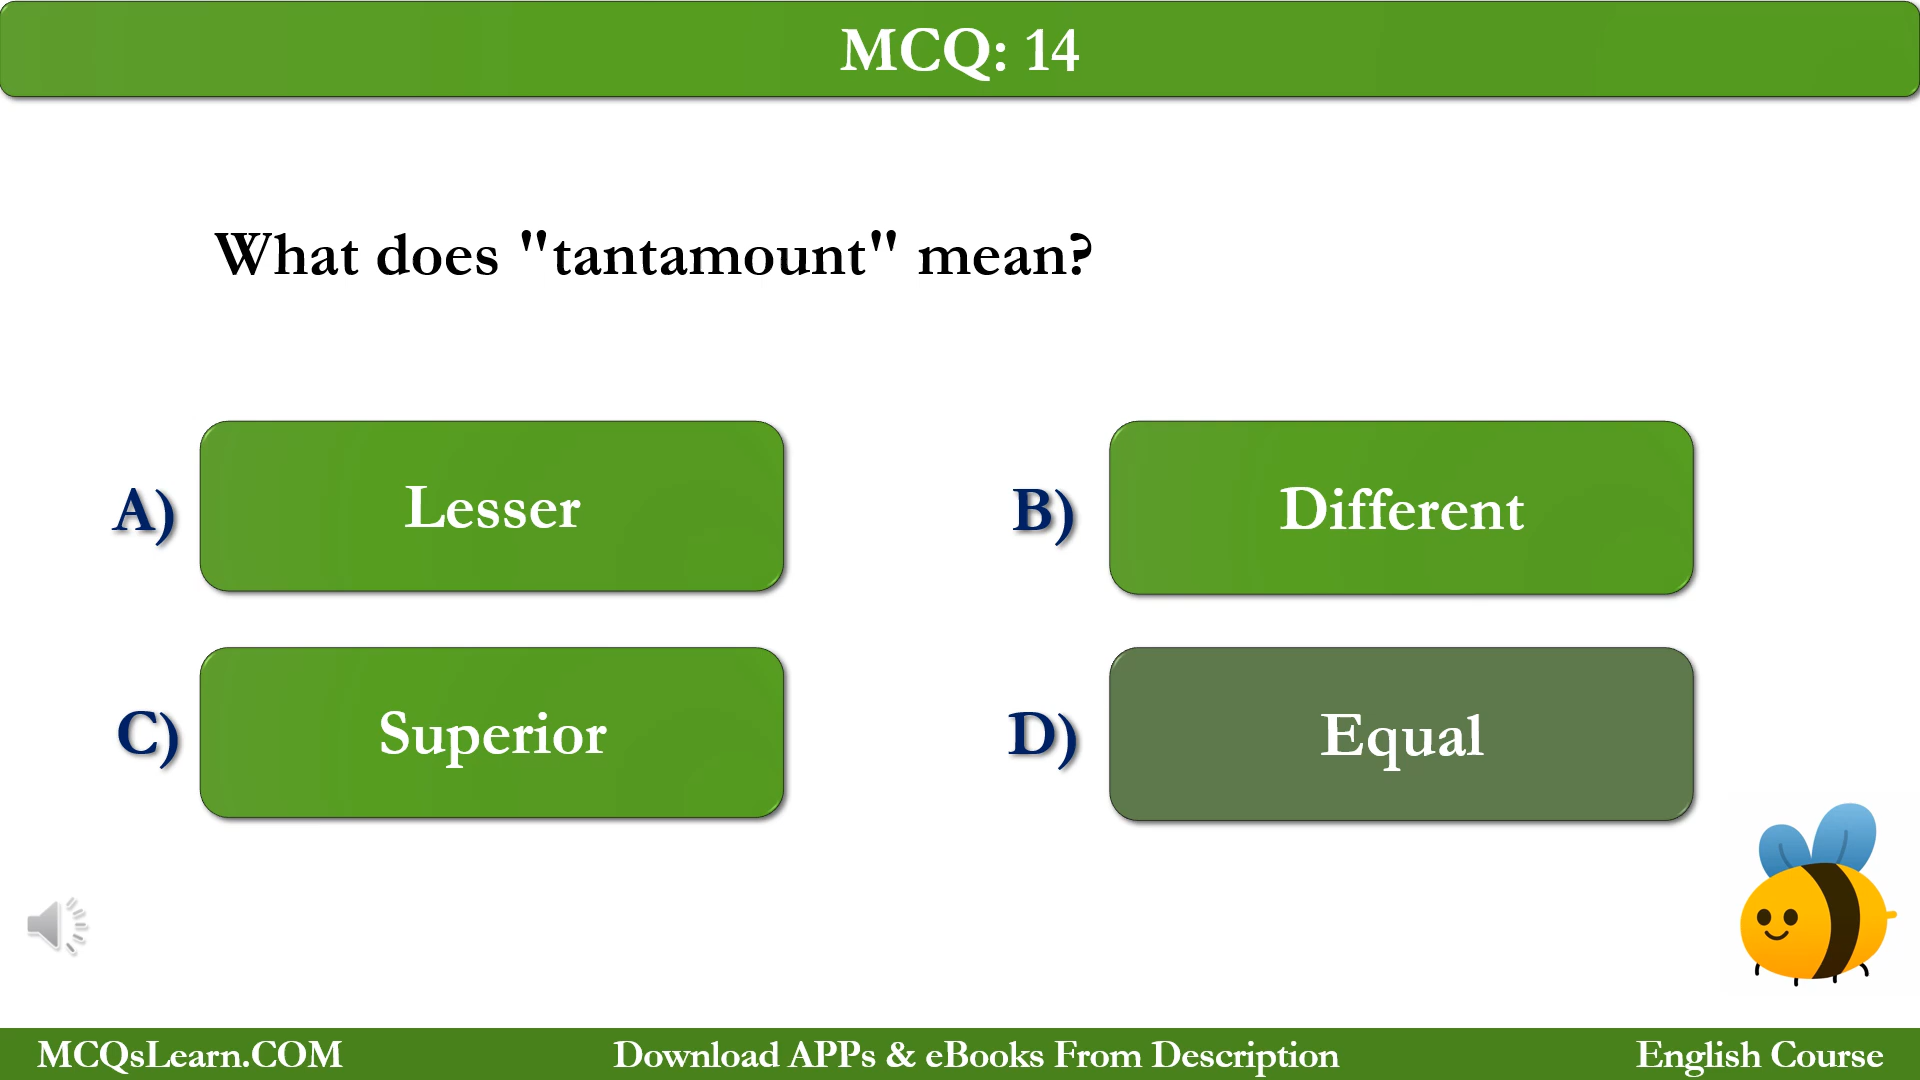 MCQ: 14
What does "tantamount" mean?
A) Lesser
B) Different
C) Superior
D) Equal
MCQsLearn.COM Download APPs & eBooks From Description English Course